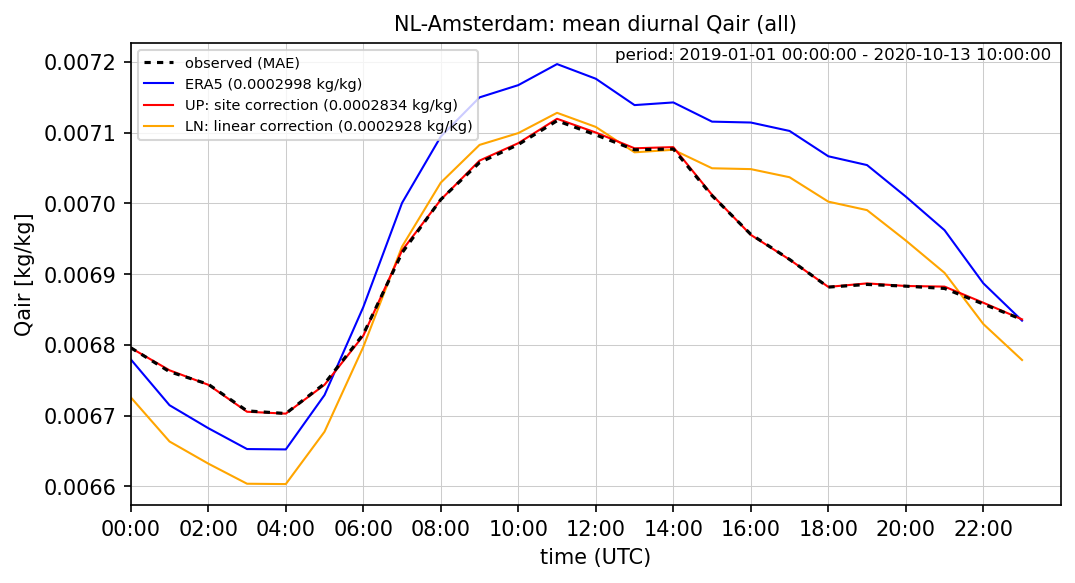 NL-Amsterdam: mean diurnal Qair (all)
period: 2019-01-01 00:00:00 - 2020-10-13 10:00:00
observed (MAE)
ERA5 (0.0002998 kg/kg)
UP: site correction (0.0002834 kg/kg)
LN: linear correction (0.0002928 kg/kg)
Qair [kg/kg]
0.0072
0.0071
0.0070
0.0069
0.0068
0.0067
0.0066
00:00 02:00 04:00 06:00 08:00 10:00 12:00 14:00 16:00 18:00 20:00 22:00
time (UTC)